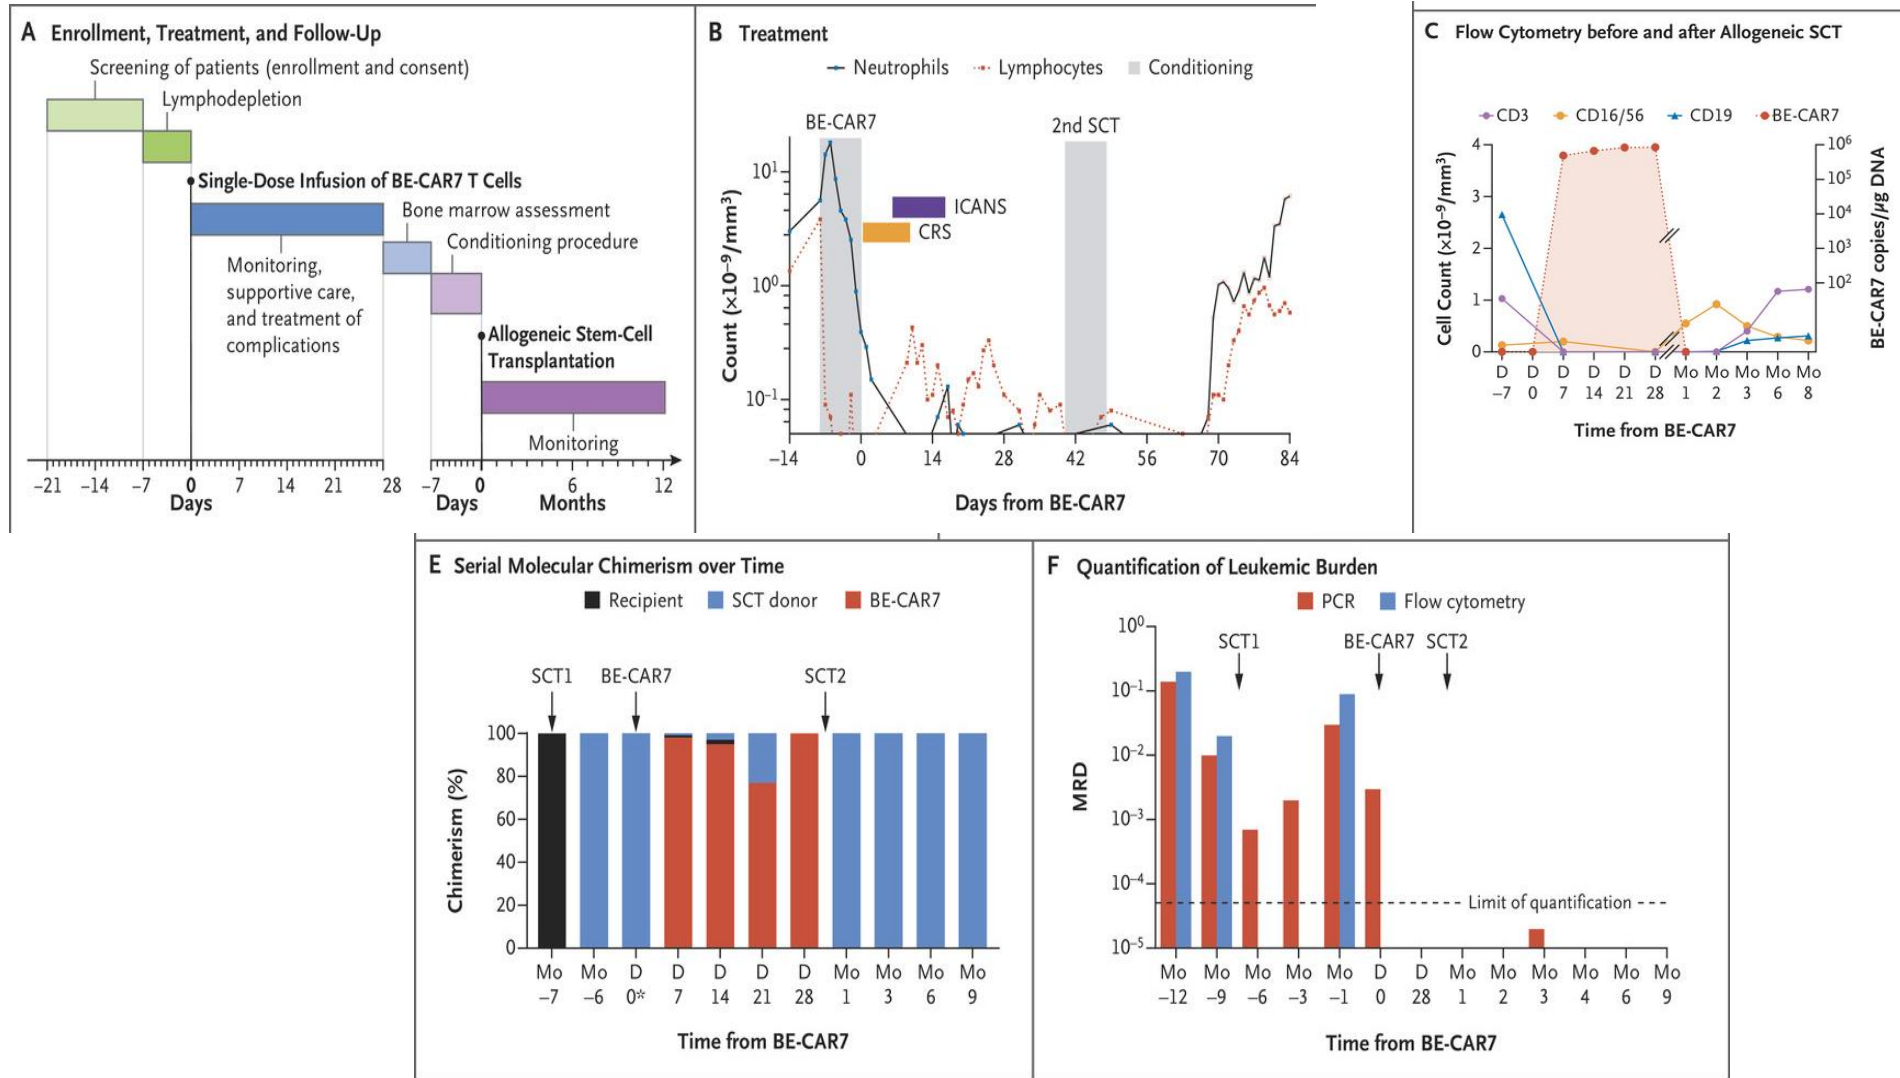 A Enrollment, Treatment, and Follow-Up
Screening of patients (enrollment and consent)
Lymphodepletion
Single-Dose Infusion of BE-CAR7 T Cells
Bone marrow assessment
Conditioning procedure
Monitoring,
supportive care,
and treatment of
complications
Allogeneic Stem-Cell
Transplantation
Monitoring
−21 −14 −7 0 7 14 21 28 −7 0 6 12
Days Days Months
B Treatment
Neutrophils Lymphocytes Conditioning
BE-CAR7
2nd SCT
ICANS
CRS
Count (×10⁻⁹/mm³)
10¹
10⁰
10⁻¹
−14 0 14 28 42 56 70 84
Days from BE-CAR7
C Flow Cytometry before and after Allogeneic SCT
CD3 CD16/56 CD19 BE-CAR7
Cell Count (×10⁻⁹/mm³)
4
3
2
1
0
BE-CAR7 copies/µg DNA
10⁶
10⁵
10⁴
10³
10²
D D D D D D Mo Mo Mo Mo Mo
−7 0 7 14 21 28 1 2 3 6 8
Time from BE-CAR7
E Serial Molecular Chimerism over Time
Recipient SCT donor BE-CAR7
SCT1 BE-CAR7 SCT2
Chimerism (%)
100
80
60
40
20
0
Mo Mo D D D D D Mo Mo Mo Mo
−7 −6 0* 7 14 21 28 1 3 6 9
Time from BE-CAR7
F Quantification of Leukemic Burden
PCR Flow cytometry
SCT1 BE-CAR7 SCT2
MRD
10⁰
10⁻¹
10⁻²
10⁻³
10⁻⁴
10⁻⁵
Limit of quantification
Mo Mo Mo Mo Mo D D Mo Mo Mo Mo Mo Mo
−12 −9 −6 −3 −1 0 28 1 2 3 4 6 9
Time from BE-CAR7